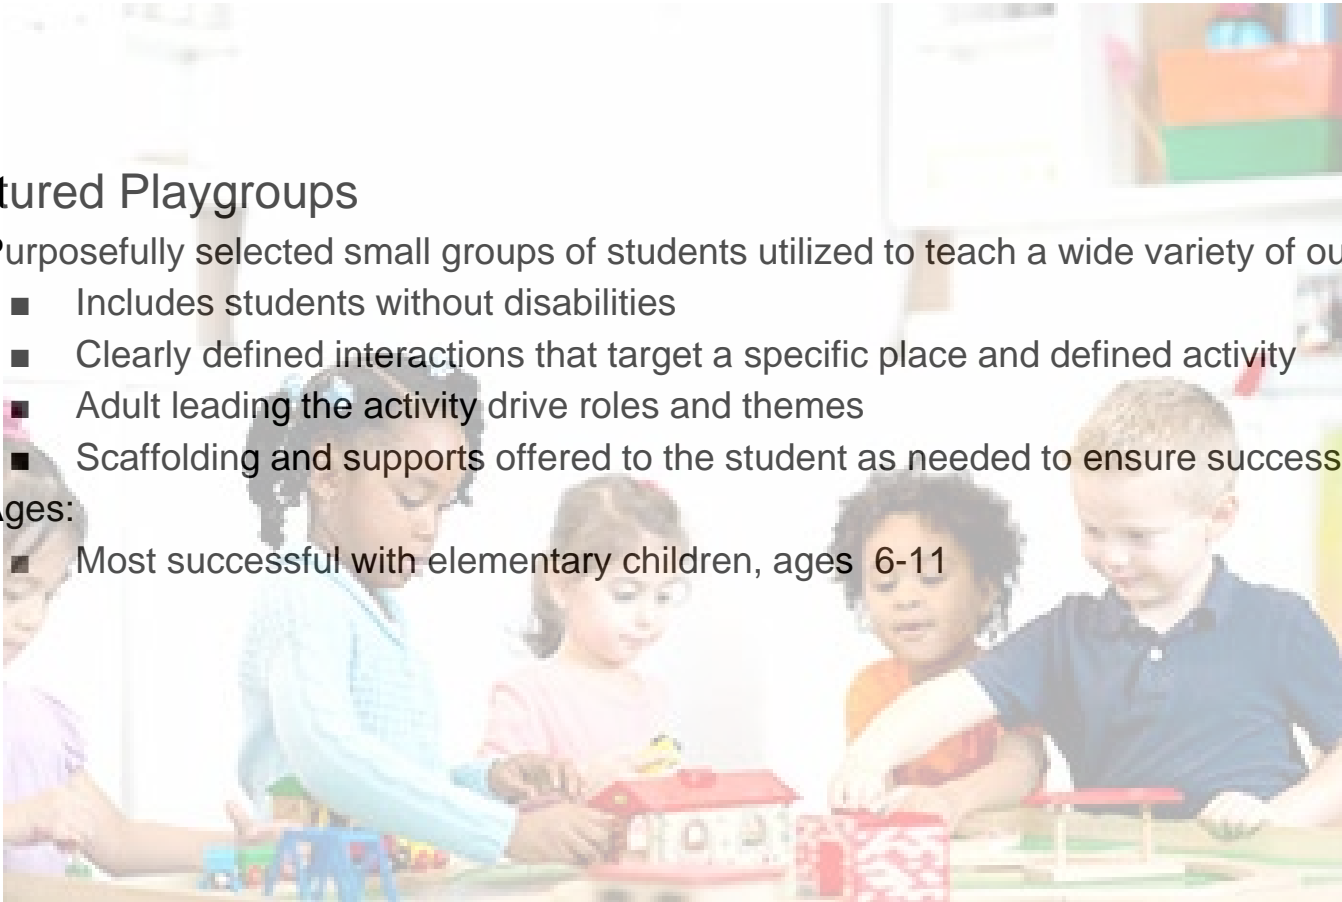 tured Playgroups
Purposefully selected small groups of students utilized to teach a wide variety of ou
■ Includes students without disabilities
■ Clearly defined interactions that target a specific place and defined activity
■ Adult leading the activity drive roles and themes
■ Scaffolding and supports offered to the student as needed to ensure success
Ages:
■ Most successful with elementary children, ages 6-11